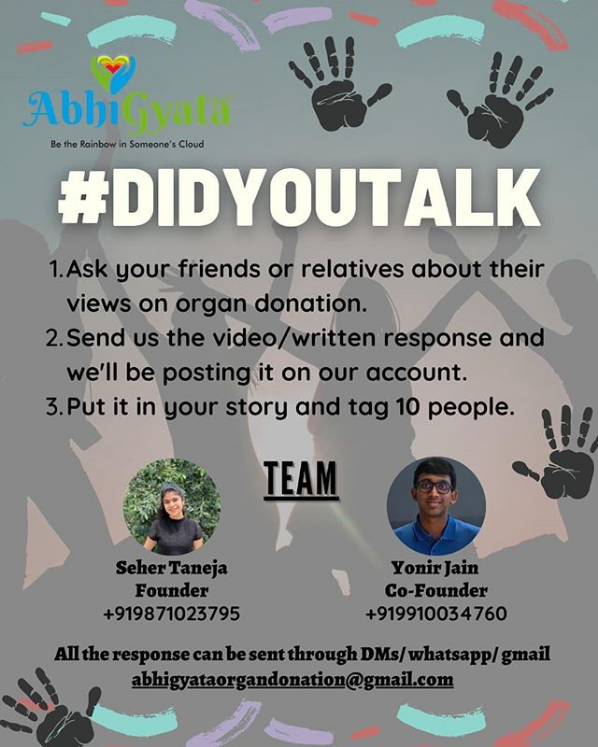 AbhiGyata
Be the Rainbow in Someone's Cloud
#DIDYOUTALK
1. Ask your friends or relatives about their
views on organ donation.
2. Send us the video/written response and
we'll be posting it on our account.
3. Put it in your story and tag 10 people.
TEAM
Seher Taneja
Founder
+919871023795
Yonir Jain
Co-Founder
+919910034760
All the response can be sent through DMs/ whatsapp/ gmail
abhigyataorgandonation@gmail.com